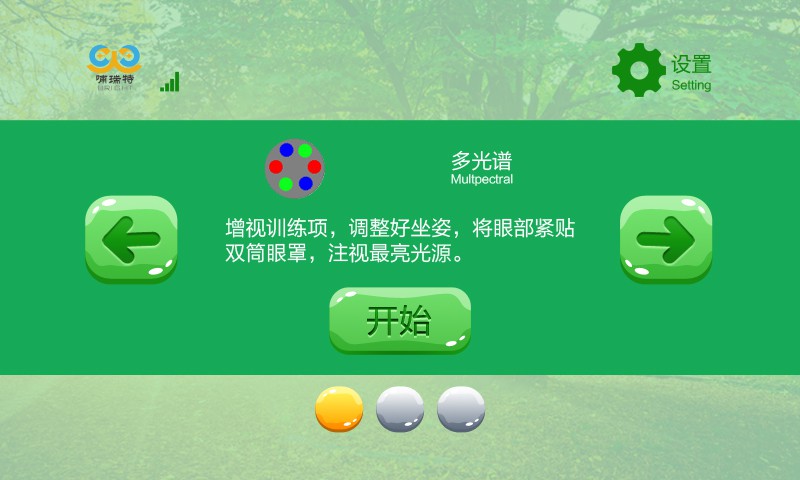 哺瑞特
BRIGHT
设置
Setting
多光谱
Multpectral
增视训练项，调整好坐姿，将眼部紧贴
双筒眼罩，注视最亮光源。
开始